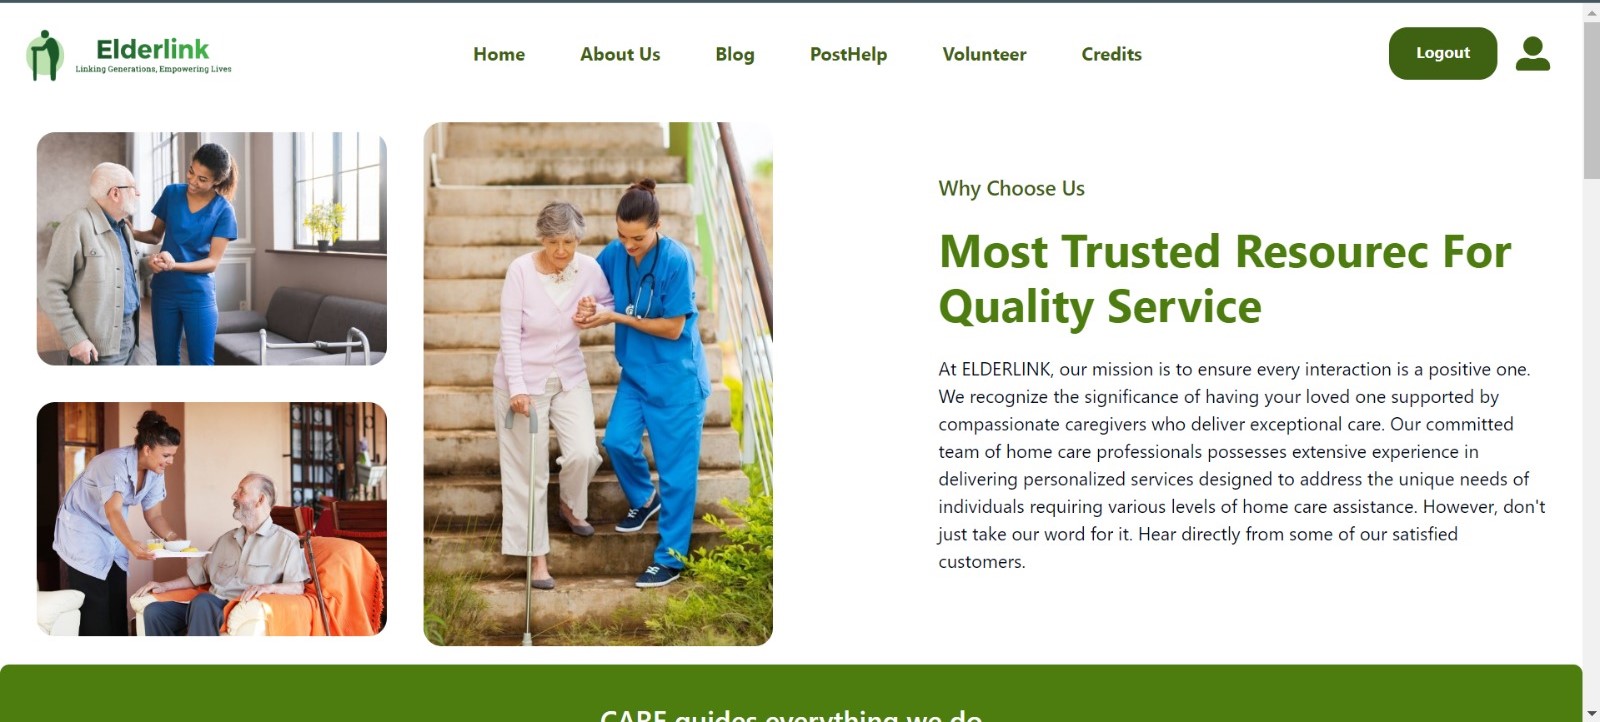 Elderlink
Linking Generations, Empowering Lives
Home
About Us
Blog
PostHelp
Volunteer
Credits
Logout
Why Choose Us
Most Trusted Resourec For
Quality Service
At ELDERLINK, our mission is to ensure every interaction is a positive one.
We recognize the significance of having your loved one supported by
compassionate caregivers who deliver exceptional care. Our committed
team of home care professionals possesses extensive experience in
delivering personalized services designed to address the unique needs of
individuals requiring various levels of home care assistance. However, don't
just take our word for it. Hear directly from some of our satisfied
customers.
CARE guides everything we do